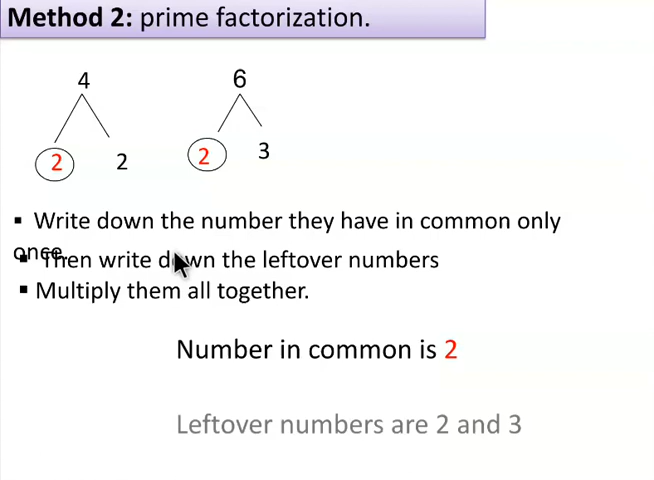 Method 2: prime factorization.
4 6
2 2 2 3
▪ Write down the number they have in common only
once.
▪ Then write down the leftover numbers
▪ Multiply them all together.
Number in common is 2
Leftover numbers are 2 and 3